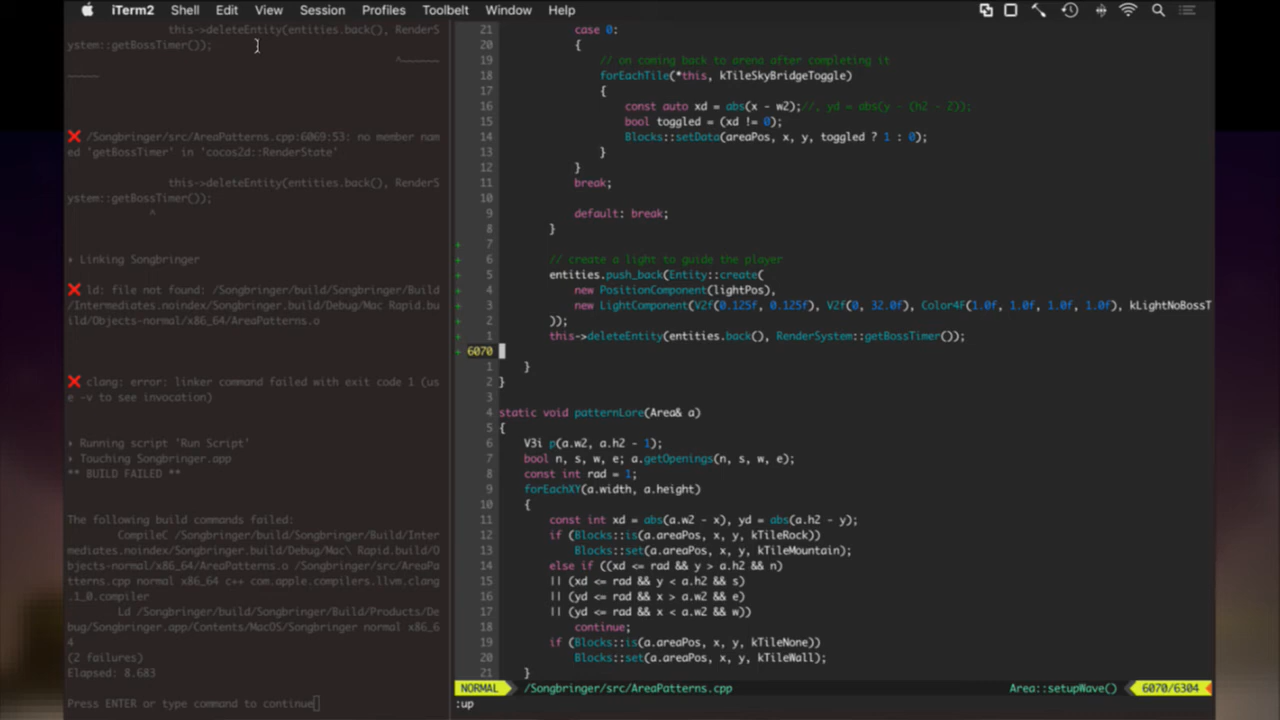 iTerm2 Shell Edit View Session Profiles Toolbelt Window Help
this->deleteEntity(entities.back(), RenderS
ystem::getBossTimer());
^~~~~~~~
~~~~~~
❌ /Songbringer/src/AreaPatterns.cpp:6069:53: no member nam
ed 'getBossTimer' in 'cocos2d::RenderState'
this->deleteEntity(entities.back(), RenderS
ystem::getBossTimer());
^
▸ Linking Songbringer
❌ ld: file not found: /Songbringer/build/Songbringer/Build
/Intermediates.noindex/Songbringer.build/Debug/Mac Rapid.bu
ild/Objects-normal/x86_64/AreaPatterns.o
❌ clang: error: linker command failed with exit code 1 (us
e -v to see invocation)
▸ Running script 'Run Script'
▸ Touching Songbringer.app
** BUILD FAILED **
The following build commands failed:
CompileC /Songbringer/build/Songbringer/Build/Inter
mediates.noindex/Songbringer.build/Debug/Mac\ Rapid.build/O
bjects-normal/x86_64/AreaPatterns.o /Songbringer/src/AreaPa
tterns.cpp normal x86_64 c++ com.apple.compilers.llvm.clang
.1_0.compiler
Ld /Songbringer/build/Songbringer/Build/Products/De
bug/Songbringer.app/Contents/MacOS/Songbringer normal x86_6
4
(2 failures)
Elapsed: 8.683
Press ENTER or type command to continue
21 case 0:
20 {
19 // on coming back to arena after completing it
18 forEachTile(*this, kTileSkyBridgeToggle)
17 {
16 const auto xd = abs(x - w2);//, yd = abs(y - (h2 - 2));
15 bool toggled = (xd != 0);
14 Blocks::setData(areaPos, x, y, toggled ? 1 : 0);
13 }
12 }
11 break;
10
9 default: break;
8 }
+ 7
+ 6 // create a light to guide the player
+ 5 entities.push_back(Entity::create(
+ 4 new PositionComponent(lightPos),
+ 3 new LightComponent(V2f(0.125f, 0.125f), V2f(0, 32.0f), Color4F(1.0f, 1.0f, 1.0f, 1.0f), kLightNoBossT
+ 2 ));
+ 1 this->deleteEntity(entities.back(), RenderSystem::getBossTimer());
+ 6070
1 }
2 }
3
4 static void patternLore(Area& a)
5 {
6 V3i p(a.w2, a.h2 - 1);
7 bool n, s, w, e; a.getOpenings(n, s, w, e);
8 const int rad = 1;
9 forEachXY(a.width, a.height)
10 {
11 const int xd = abs(a.w2 - x), yd = abs(a.h2 - y);
12 if (Blocks::is(a.areaPos, x, y, kTileRock))
13 Blocks::set(a.areaPos, x, y, kTileMountain);
14 else if ((xd <= rad && y > a.h2 && n)
15 || (xd <= rad && y < a.h2 && s)
16 || (yd <= rad && x > a.w2 && e)
17 || (yd <= rad && x < a.w2 && w))
18 continue;
19 if (Blocks::is(a.areaPos, x, y, kTileNone))
20 Blocks::set(a.areaPos, x, y, kTileWall);
21 }
NORMAL /Songbringer/src/AreaPatterns.cpp Area::setupWave() 6070/6304
:up